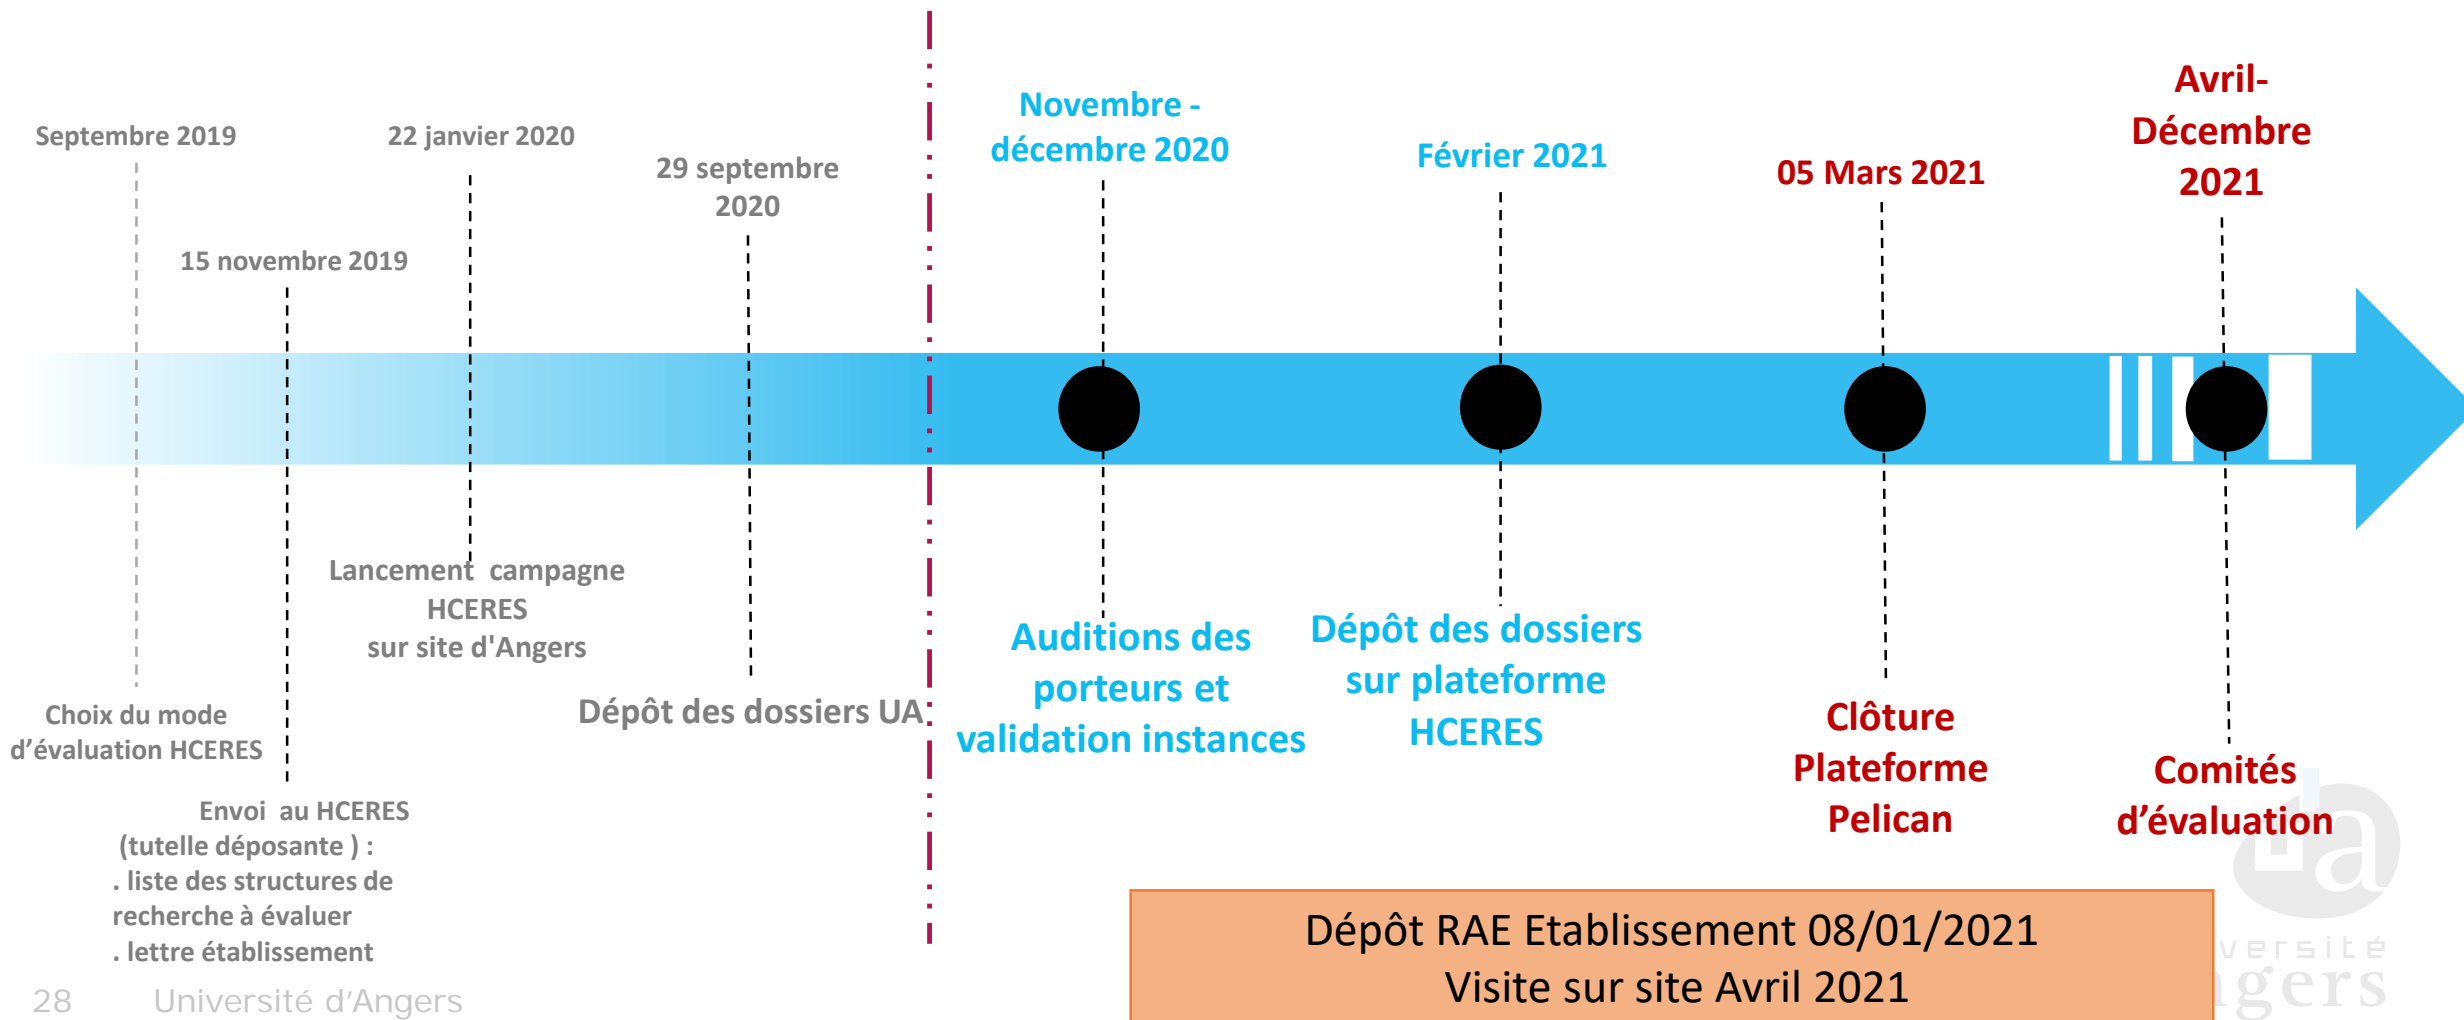 Septembre 2019
Choix du mode
d'évaluation HCERES
15 novembre 2019
Envoi au HCERES
(tutelle déposante ) :
. liste des structures de
recherche à évaluer
. lettre établissement
22 janvier 2020
Lancement campagne
HCERES
sur site d'Angers
29 septembre
2020
Dépôt des dossiers UA
Novembre -
décembre 2020
Auditions des
porteurs et
validation instances
Février 2021
Dépôt des dossiers
sur plateforme
HCERES
05 Mars 2021
Clôture
Plateforme
Pelican
Avril-
Décembre
2021
Comités
d'évaluation
Dépôt RAE Etablissement 08/01/2021
Visite sur site Avril 2021
28 Université d'Angers
ua
versité
ngers